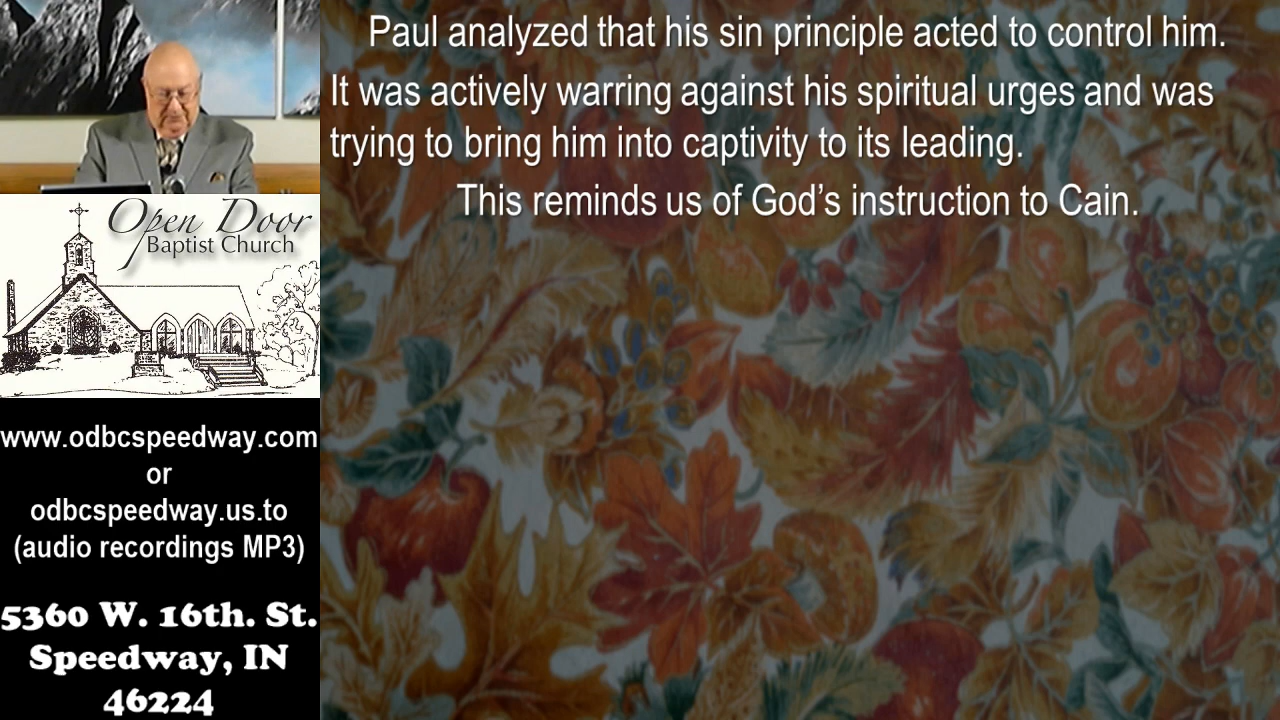 Paul analyzed that his sin principle acted to control him.
It was actively warring against his spiritual urges and was
trying to bring him into captivity to its leading.
This reminds us of God’s instruction to Cain.
Open Door
Baptist Church
www.odbcspeedway.com
or
odbcspeedway.us.to
(audio recordings MP3)
5360 W. 16th. St.
Speedway, IN
46224